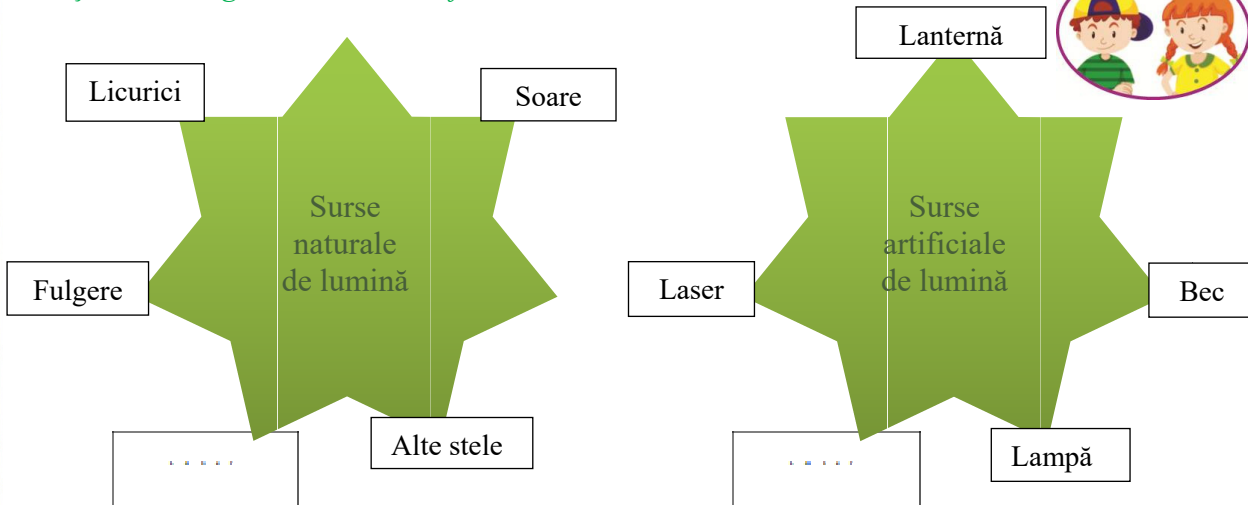 Lanternă
Licurici
Soare
Surse
naturale
de lumină
Surse
artificiale
de lumină
Fulgere
Laser
Bec
Alte stele
Lampă